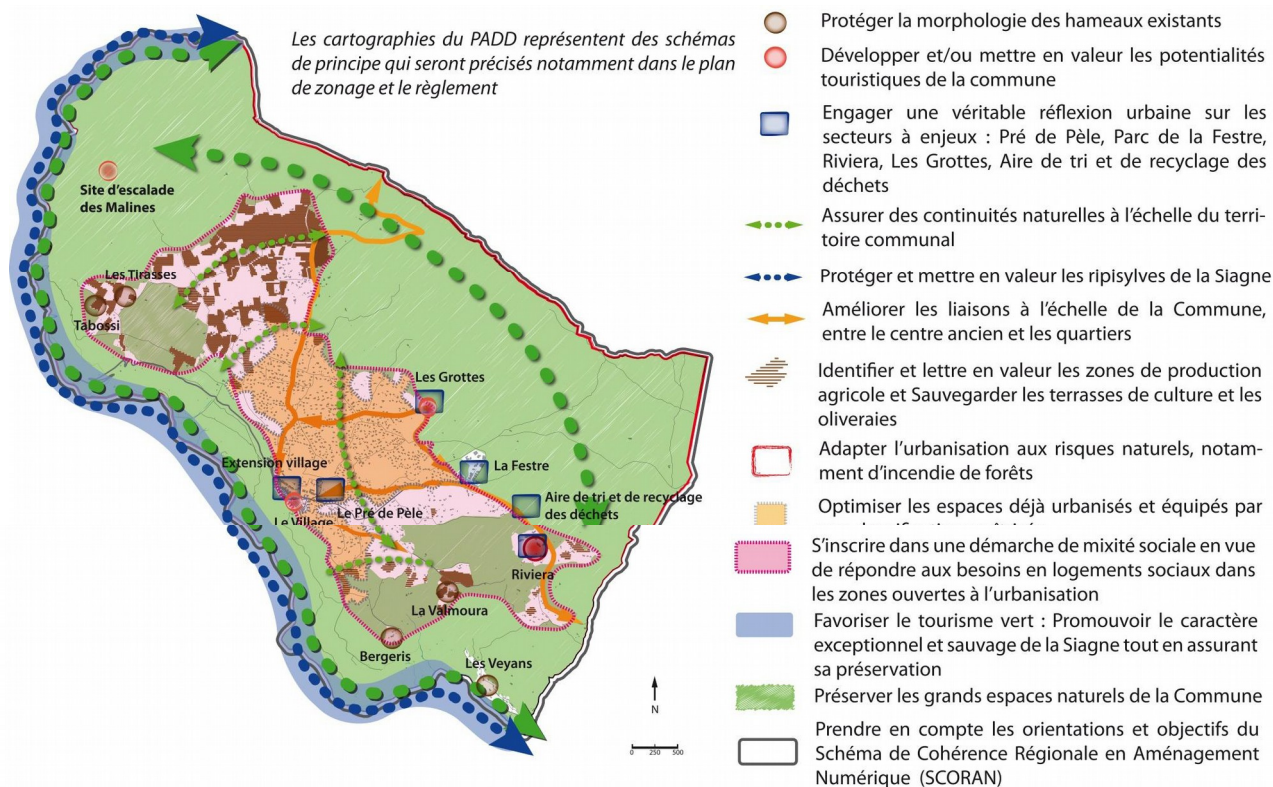 Les cartographies du PADD représentent des schémas
de principe qui seront précisés notamment dans le plan
de zonage et le règlement
Site d'escalade
des Malines
Les Tirasses
Tabossi
Les Grottes
Extension village
La Festre
Aire de tri et de recyclage
des déchets
Le Pré de Pèle
Le Village
Riviera
La Valmoura
Bergeris
Les Veyans
N
0 250 500
Protéger la morphologie des hameaux existants
Développer et/ou mettre en valeur les potentialités
touristiques de la commune
Engager une véritable réflexion urbaine sur les
secteurs à enjeux : Pré de Pèle, Parc de la Festre,
Riviera, Les Grottes, Aire de tri et de recyclage des
déchets
Assurer des continuités naturelles à l'échelle du terri-
toire communal
Protéger et mettre en valeur les ripisylves de la Siagne
Améliorer les liaisons à l'échelle de la Commune,
entre le centre ancien et les quartiers
Identifier et lettre en valeur les zones de production
agricole et Sauvegarder les terrasses de culture et les
oliveraies
Adapter l'urbanisation aux risques naturels, notam-
ment d'incendie de forêts
Optimiser les espaces déjà urbanisés et équipés par
S'inscrire dans une démarche de mixité sociale en vue
de répondre aux besoins en logements sociaux dans
les zones ouvertes à l'urbanisation
Favoriser le tourisme vert : Promouvoir le caractère
exceptionnel et sauvage de la Siagne tout en assurant
sa préservation
Préserver les grands espaces naturels de la Commune
Prendre en compte les orientations et objectifs du
Schéma de Cohérence Régionale en Aménagement
Numérique (SCORAN)